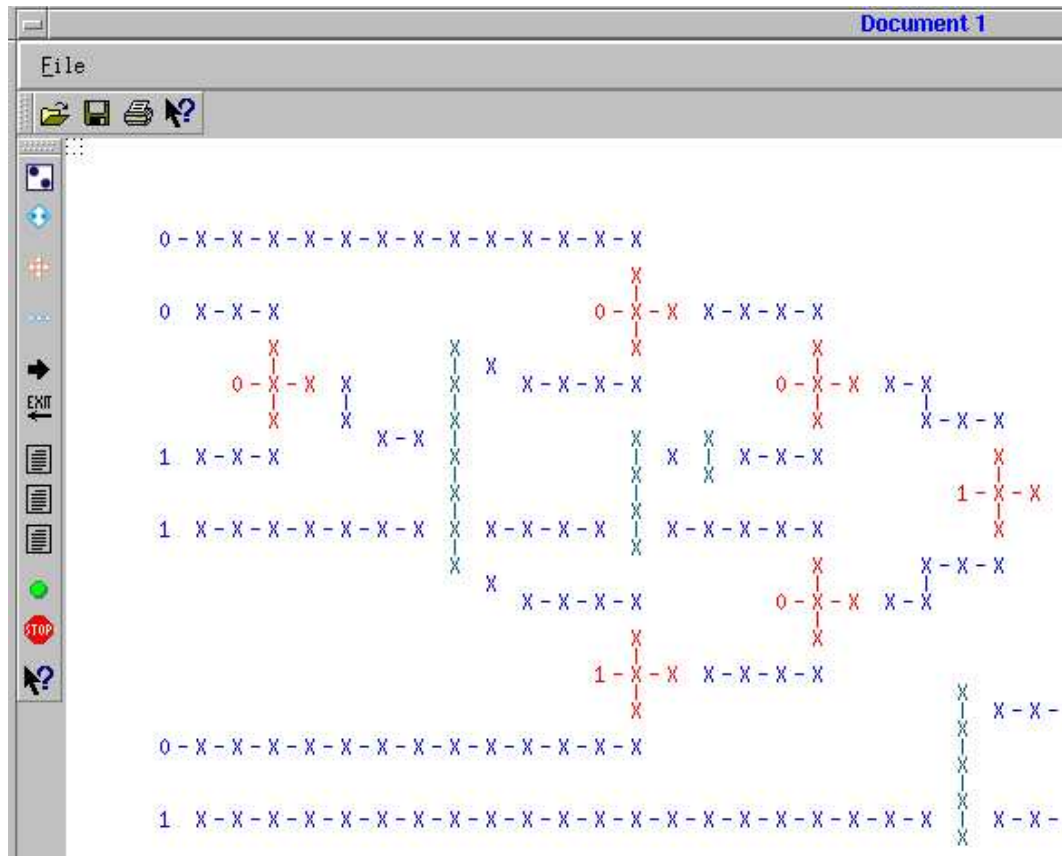 Document 1
File
EXIT
STOP
0-X-X-X-X-X-X-X-X-X-X-X-X-X
X
0 X-X-X 0-X-X X-X-X-X
X X X X
X
0-X-X X X X-X-X-X 0-X-X X-X
X X X X X-X-X
X-X X X
1 X-X-X X X X-X-X X
X X
X 1-X-X
X
1 X-X-X-X-X-X-X X X-X-X-X X-X-X-X-X X
X
X X X-X-X
X
X-X-X-X 0-X-X X-X
X X
1-X-X X-X-X-X
X
X X-X-
X
0-X-X-X-X-X-X-X-X-X-X-X-X-X
X
X
1 X-X-X-X-X-X-X-X-X-X-X-X-X-X-X-X-X-X-X-X-X X-X-
X